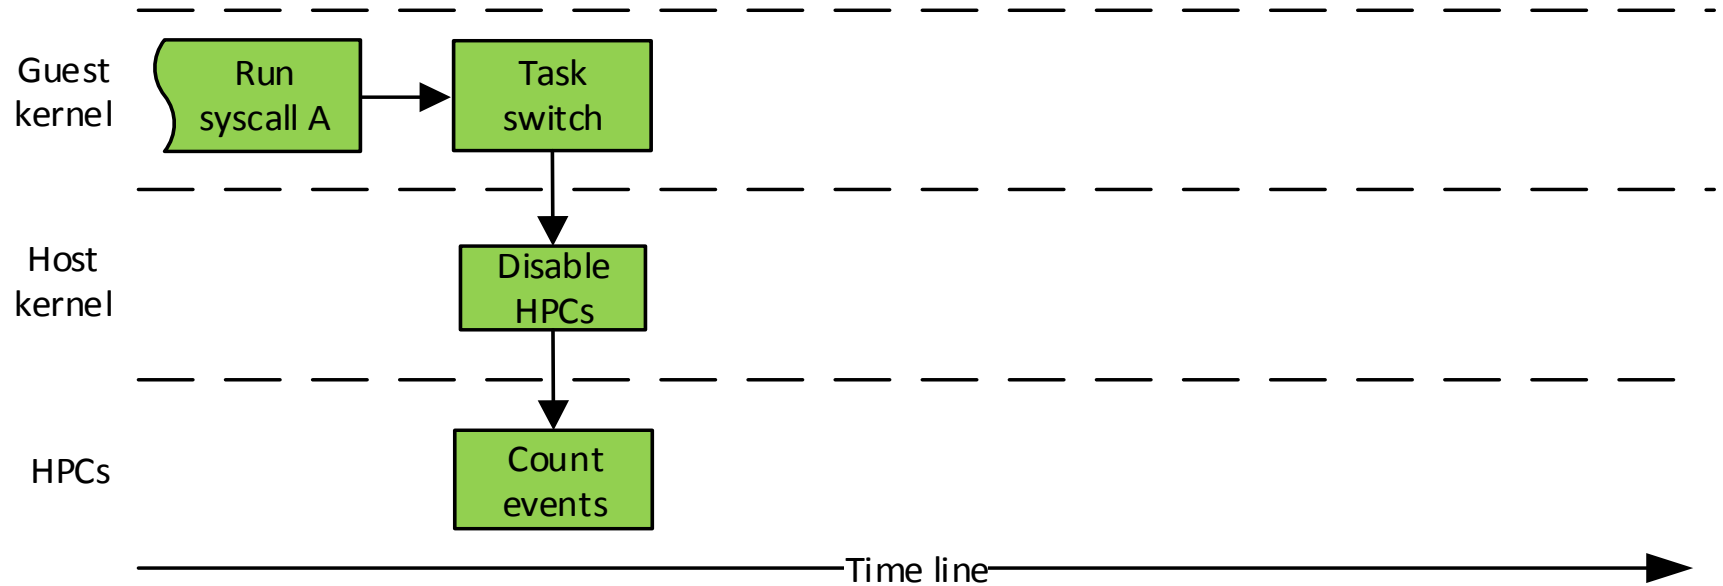 Guest
kernel
Run
syscall A
Task
switch
Host
kernel
Disable
HPCs
HPCs
Count
events
Time line